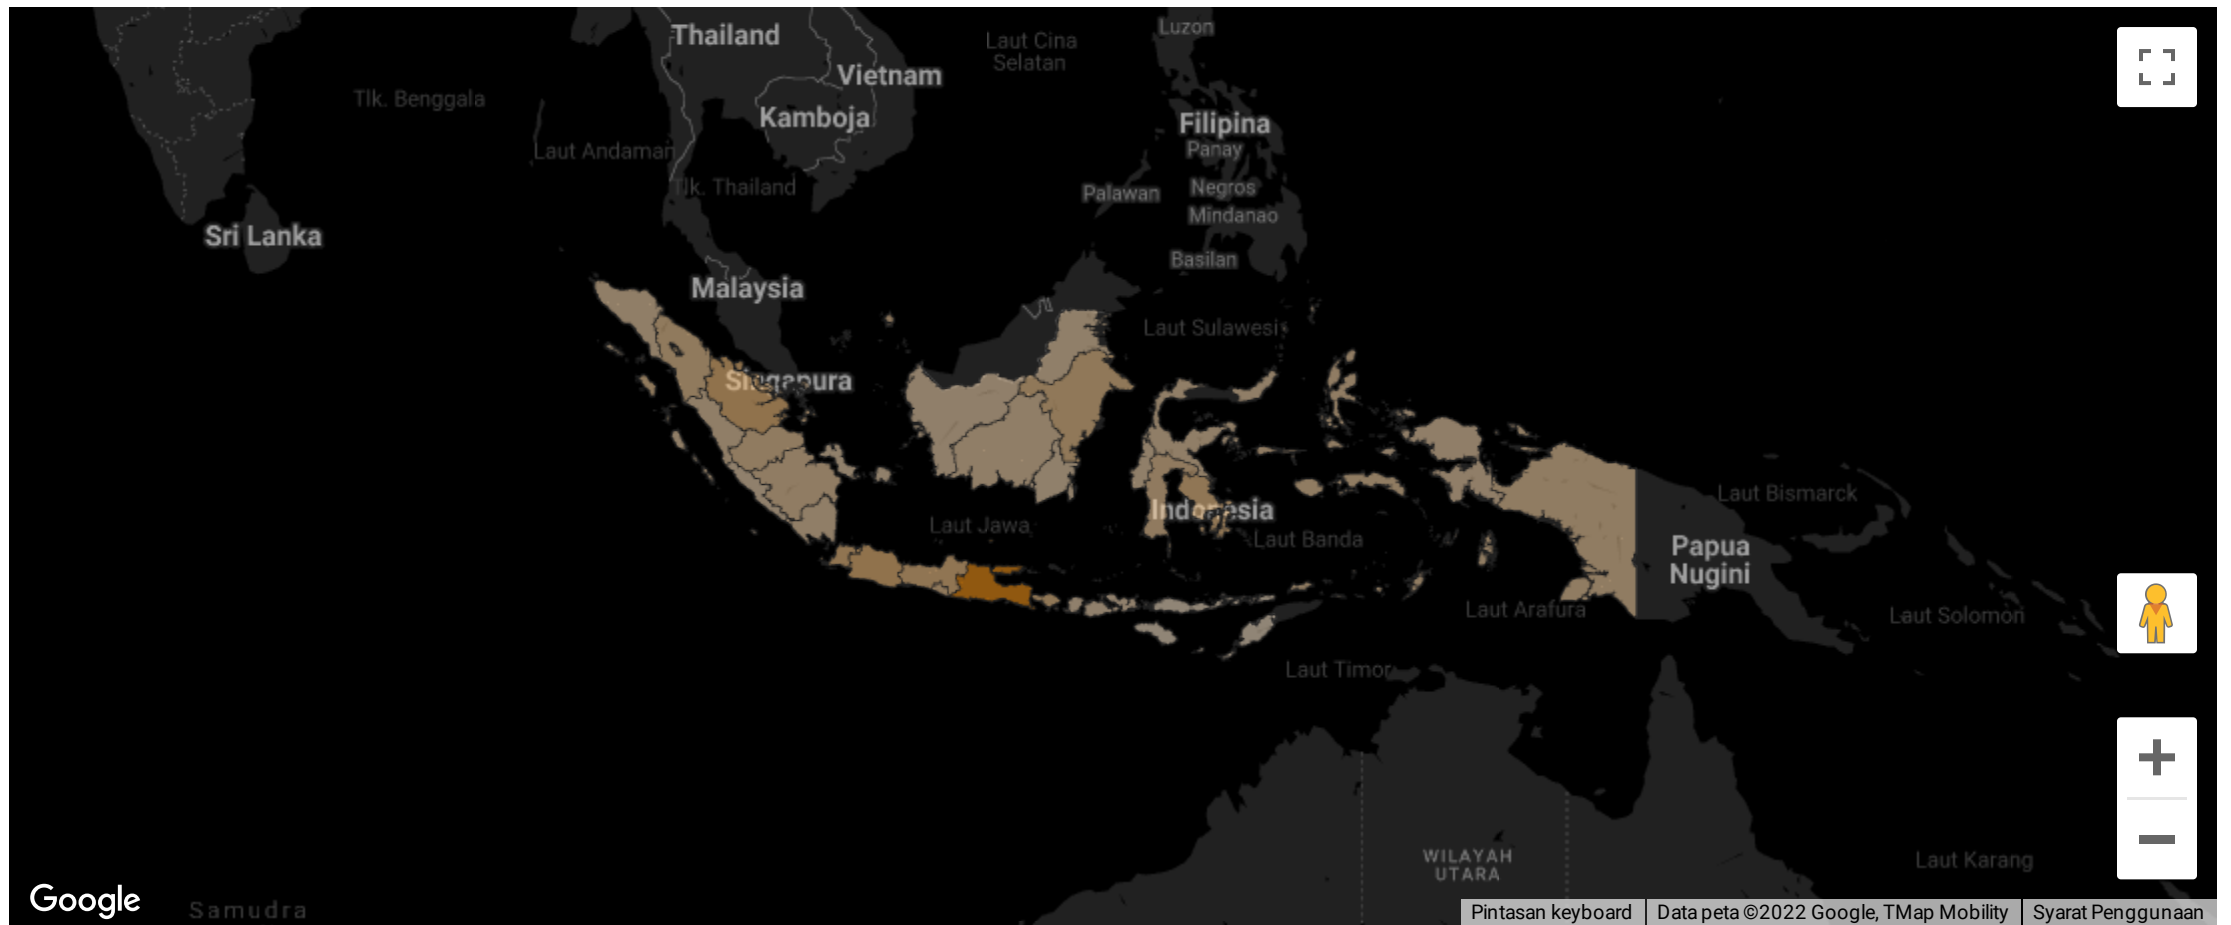 Luzon
Thailand
Laut Cina
Selatan
Vietnam
Tlk. Benggala
Kamboja
Filipina
Laut Andaman
Panay
Tlk. Thailand
Palawan
Negros
Mindanao
Sri Lanka
Basilan
Malaysia
Laut Sulawesi
Singapura
Laut Bismarck
Indonesia
Laut Jawa
Laut Banda
Papua
Nugini
Laut Arafura
Laut Solomon
Laut Timor
WILAYAH
UTARA
Laut Karang
Google
Samudra
Pintasan keyboard
Data peta ©2022 Google, TMap Mobility
Syarat Penggunaan